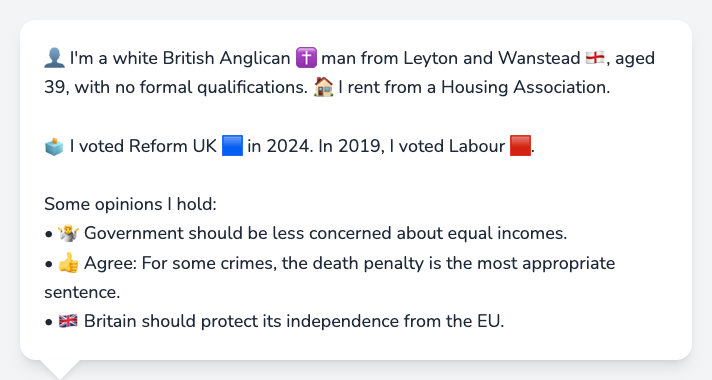 👤 I'm a white British Anglican ✝️ man from Leyton and Wanstead 🏴󠁧󠁢󠁥󠁮󠁧󠁿, aged
39, with no formal qualifications. 🏠 I rent from a Housing Association.
🗳️ I voted Reform UK 🟦 in 2024. In 2019, I voted Labour 🟥.
Some opinions I hold:
• 🤷 Government should be less concerned about equal incomes.
• 👍 Agree: For some crimes, the death penalty is the most appropriate
sentence.
• 🇬🇧 Britain should protect its independence from the EU.